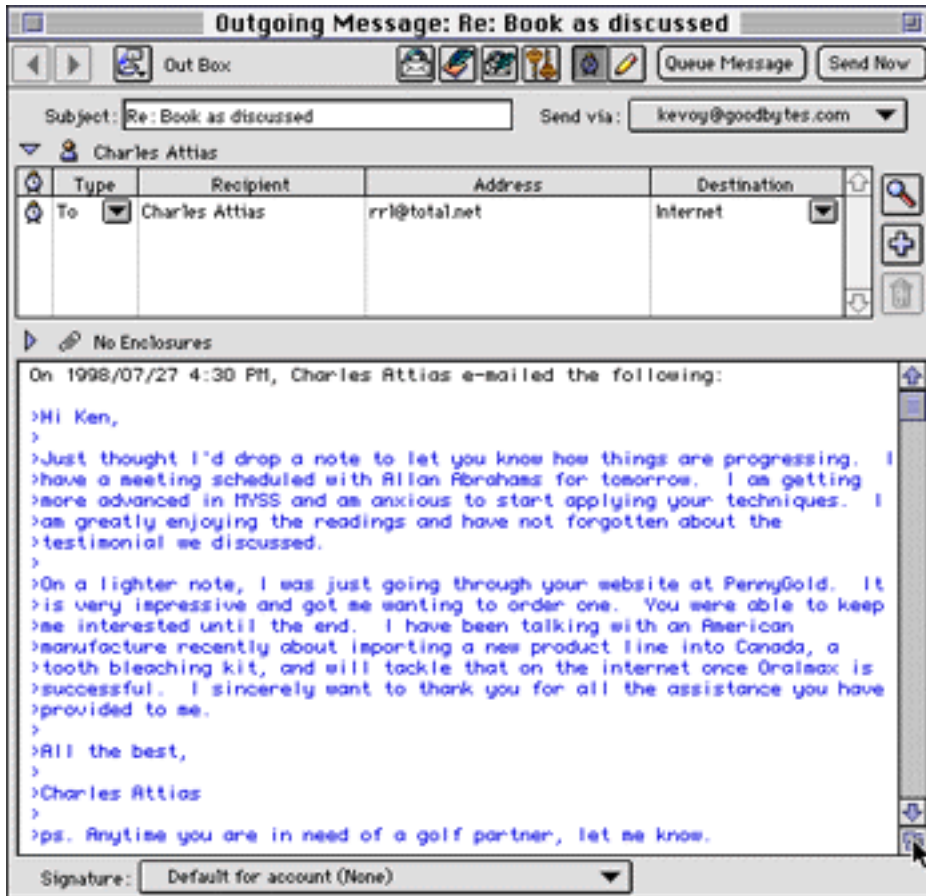 Outgoing Message: Re: Book as discussed
Out Box
Queue Message
Send Now
Subject: Re: Book as discussed
Send via: kevoy@goodbytes.com
Charles Attias
Type Recipient Address Destination
To Charles Attias rrl@total.net Internet
No Enclosures
On 1998/07/27 4:30 PM, Charles Attias e-mailed the following:
>Hi Ken,
>
>Just thought I'd drop a note to let you know how things are progressing. I
>have a meeting scheduled with Allan Abrahams for tomorrow. I am getting
>more advanced in MYSS and am anxious to start applying your techniques. I
>am greatly enjoying the readings and have not forgotten about the
>testimonial we discussed.
>
>On a lighter note, I was just going through your website at PennyGold. It
>is very impressive and got me wanting to order one. You were able to keep
>me interested until the end. I have been talking with an American
>manufacture recently about importing a new product line into Canada, a
>tooth bleaching kit, and will tackle that on the internet once Oralmax is
>successful. I sincerely want to thank you for all the assistance you have
>provided to me.
>
>All the best,
>
>Charles Attias
>
>ps. Anytime you are in need of a golf partner, let me know.
Signature: Default for account (None)